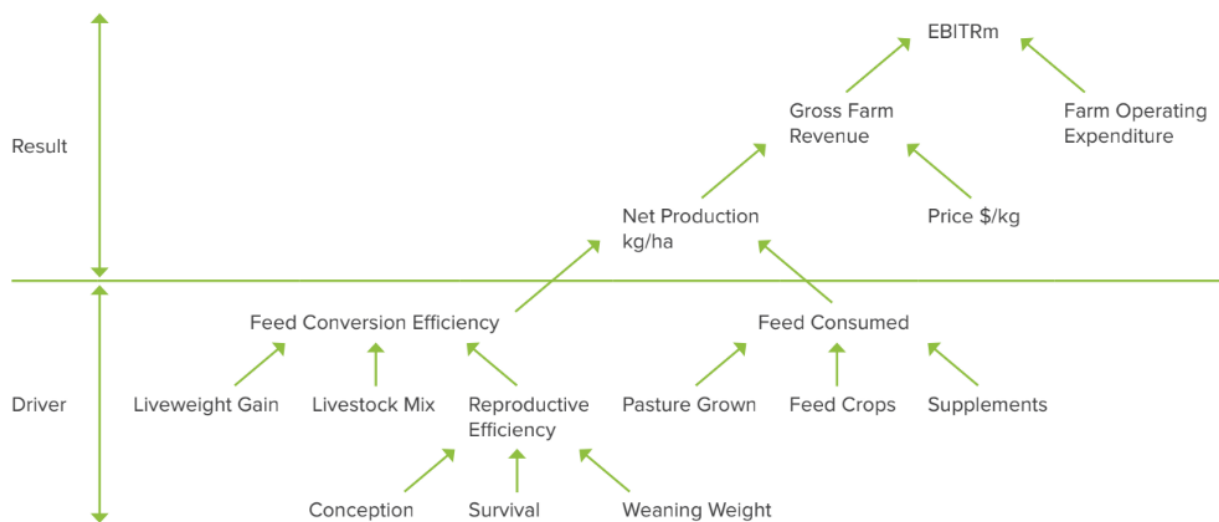 EBITRm
Gross Farm
Revenue
Farm Operating
Expenditure
Result
Net Production
kg/ha
Price $/kg
Feed Conversion Efficiency
Feed Consumed
Driver
Liveweight Gain
Livestock Mix
Reproductive
Efficiency
Pasture Grown
Feed Crops
Supplements
Conception
Survival
Weaning Weight